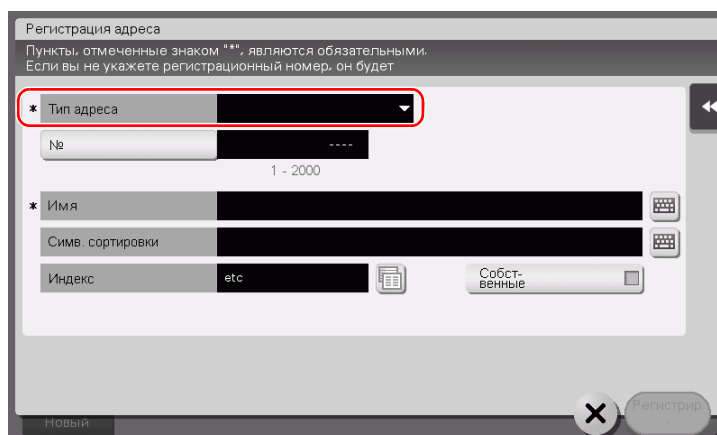 Регистрация адреса
Пункты, отмеченные знаком "*", являются обязательными.
Если вы не укажете регистрационный номер, он будет
* Тип адреса
№ ----
1 - 2000
* Имя
Симв. сортировки
Индекс etc Собст-
венные
Новый
Регистрир
.